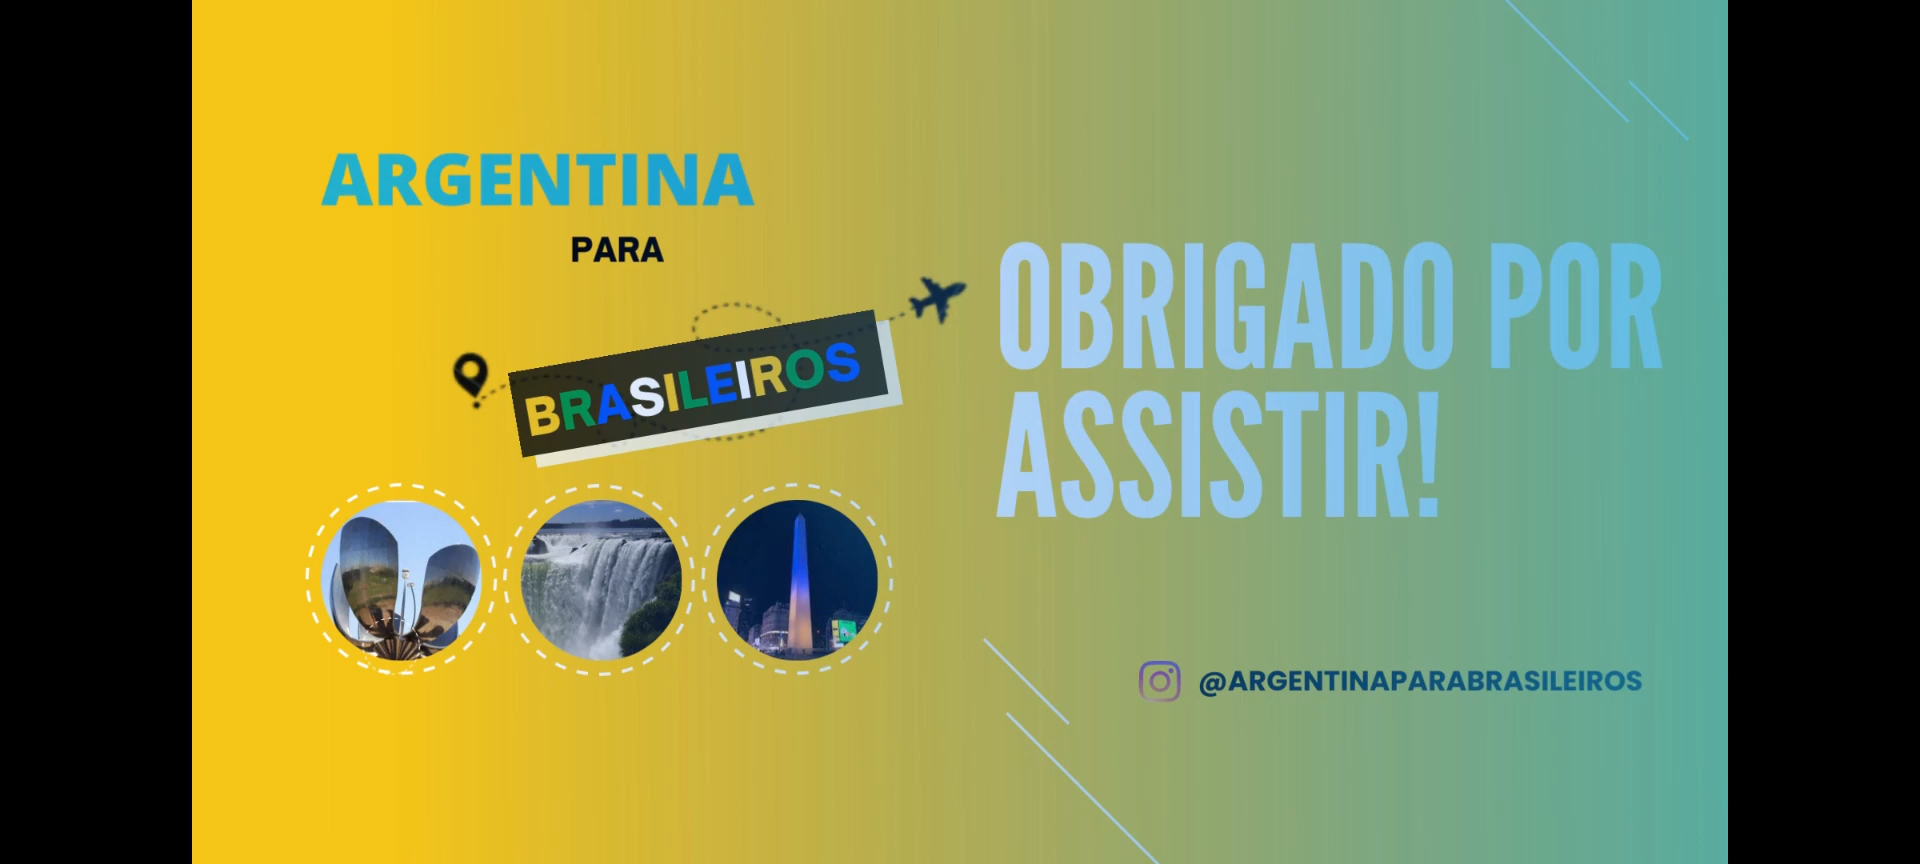 ARGENTINA
PARA
BRASILEIROS
OBRIGADO POR
ASSISTIR!
@ARGENTINAPARABRASILEIROS